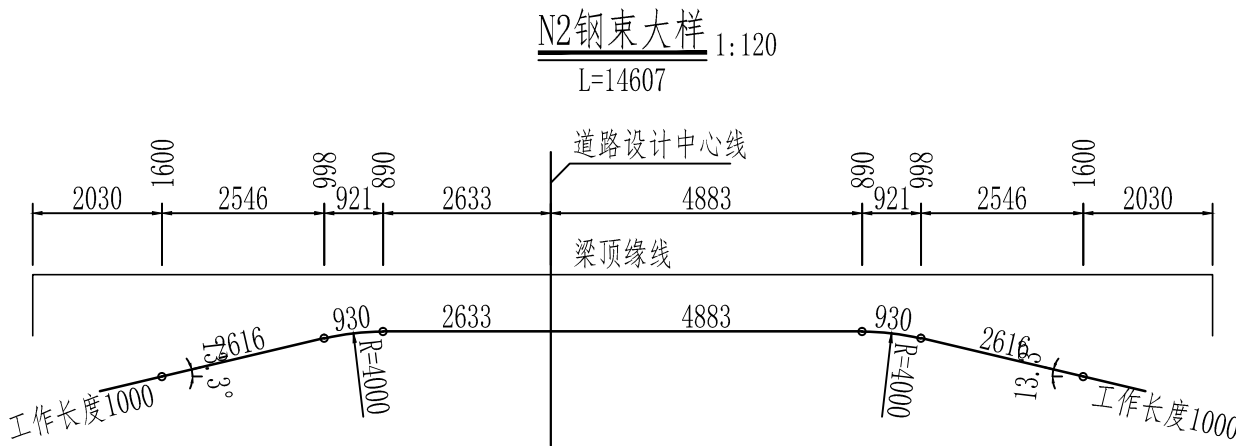 N2钢束大样 1:120
L=14607
道路设计中心线
1600 998 890 890 998 1600
2030 2546 921 2633 4883 921 2546 2030
梁顶缘线
2616 930 2633 4883 930 2616
13.3° R=4000 R=4000 13.3
工作长度1000 工作长度1000